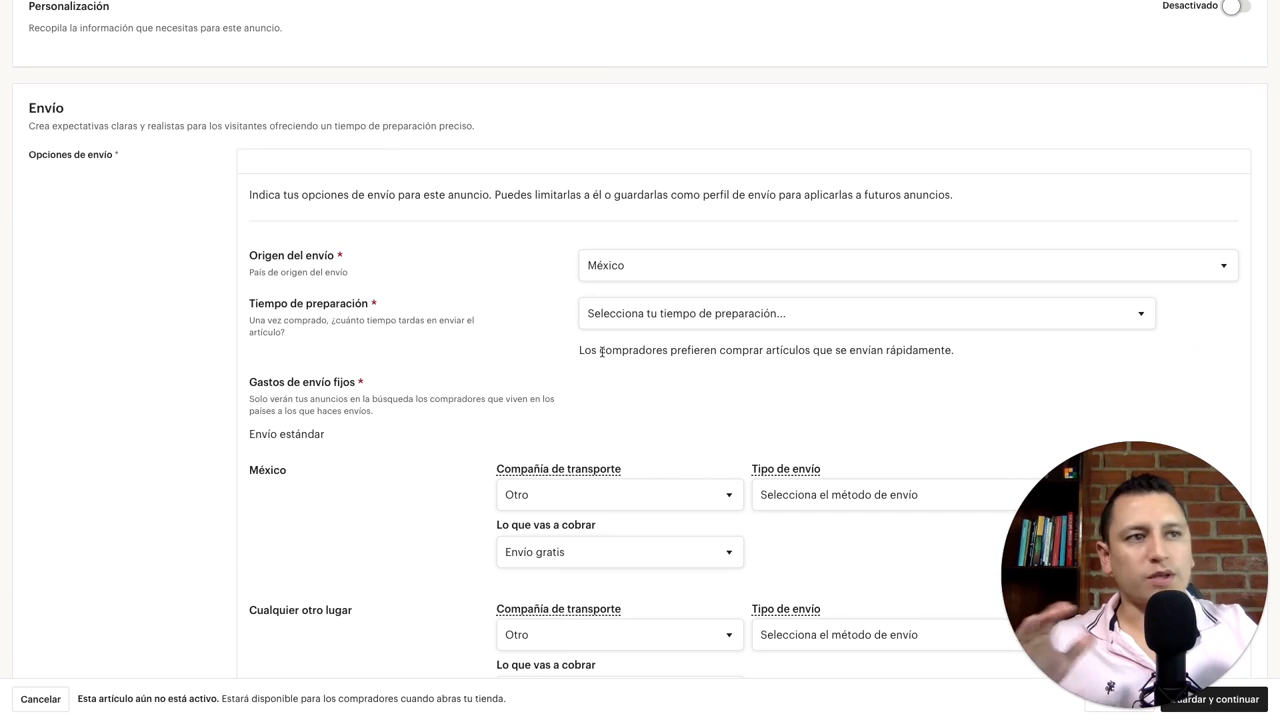 Personalización
Desactivado
Recopila la información que necesitas para este anuncio.
Envío
Crea expectativas claras y realistas para los visitantes ofreciendo un tiempo de preparación preciso.
Opciones de envío *
Indica tus opciones de envío para este anuncio. Puedes limitarlas a él o guardarlas como perfil de envío para aplicarlas a futuros anuncios.
Origen del envío *
País de origen del envío
México
Tiempo de preparación *
Una vez comprado, ¿cuánto tiempo tardas en enviar el
artículo?
Selecciona tu tiempo de preparación...
Los compradores prefieren comprar artículos que se envían rápidamente.
Gastos de envío fijos *
Solo verán tus anuncios en la búsqueda los compradores que viven en los
países a los que haces envíos.
Envío estándar
México
Compañía de transporte
Tipo de envío
Otro
Selecciona el método de envío
Lo que vas a cobrar
Envío gratis
Cualquier otro lugar
Compañía de transporte
Tipo de envío
Otro
Selecciona el método de envío
Lo que vas a cobrar
Cancelar
Esta artículo aún no está activo. Estará disponible para los compradores cuando abras tu tienda.
uardar y continuar